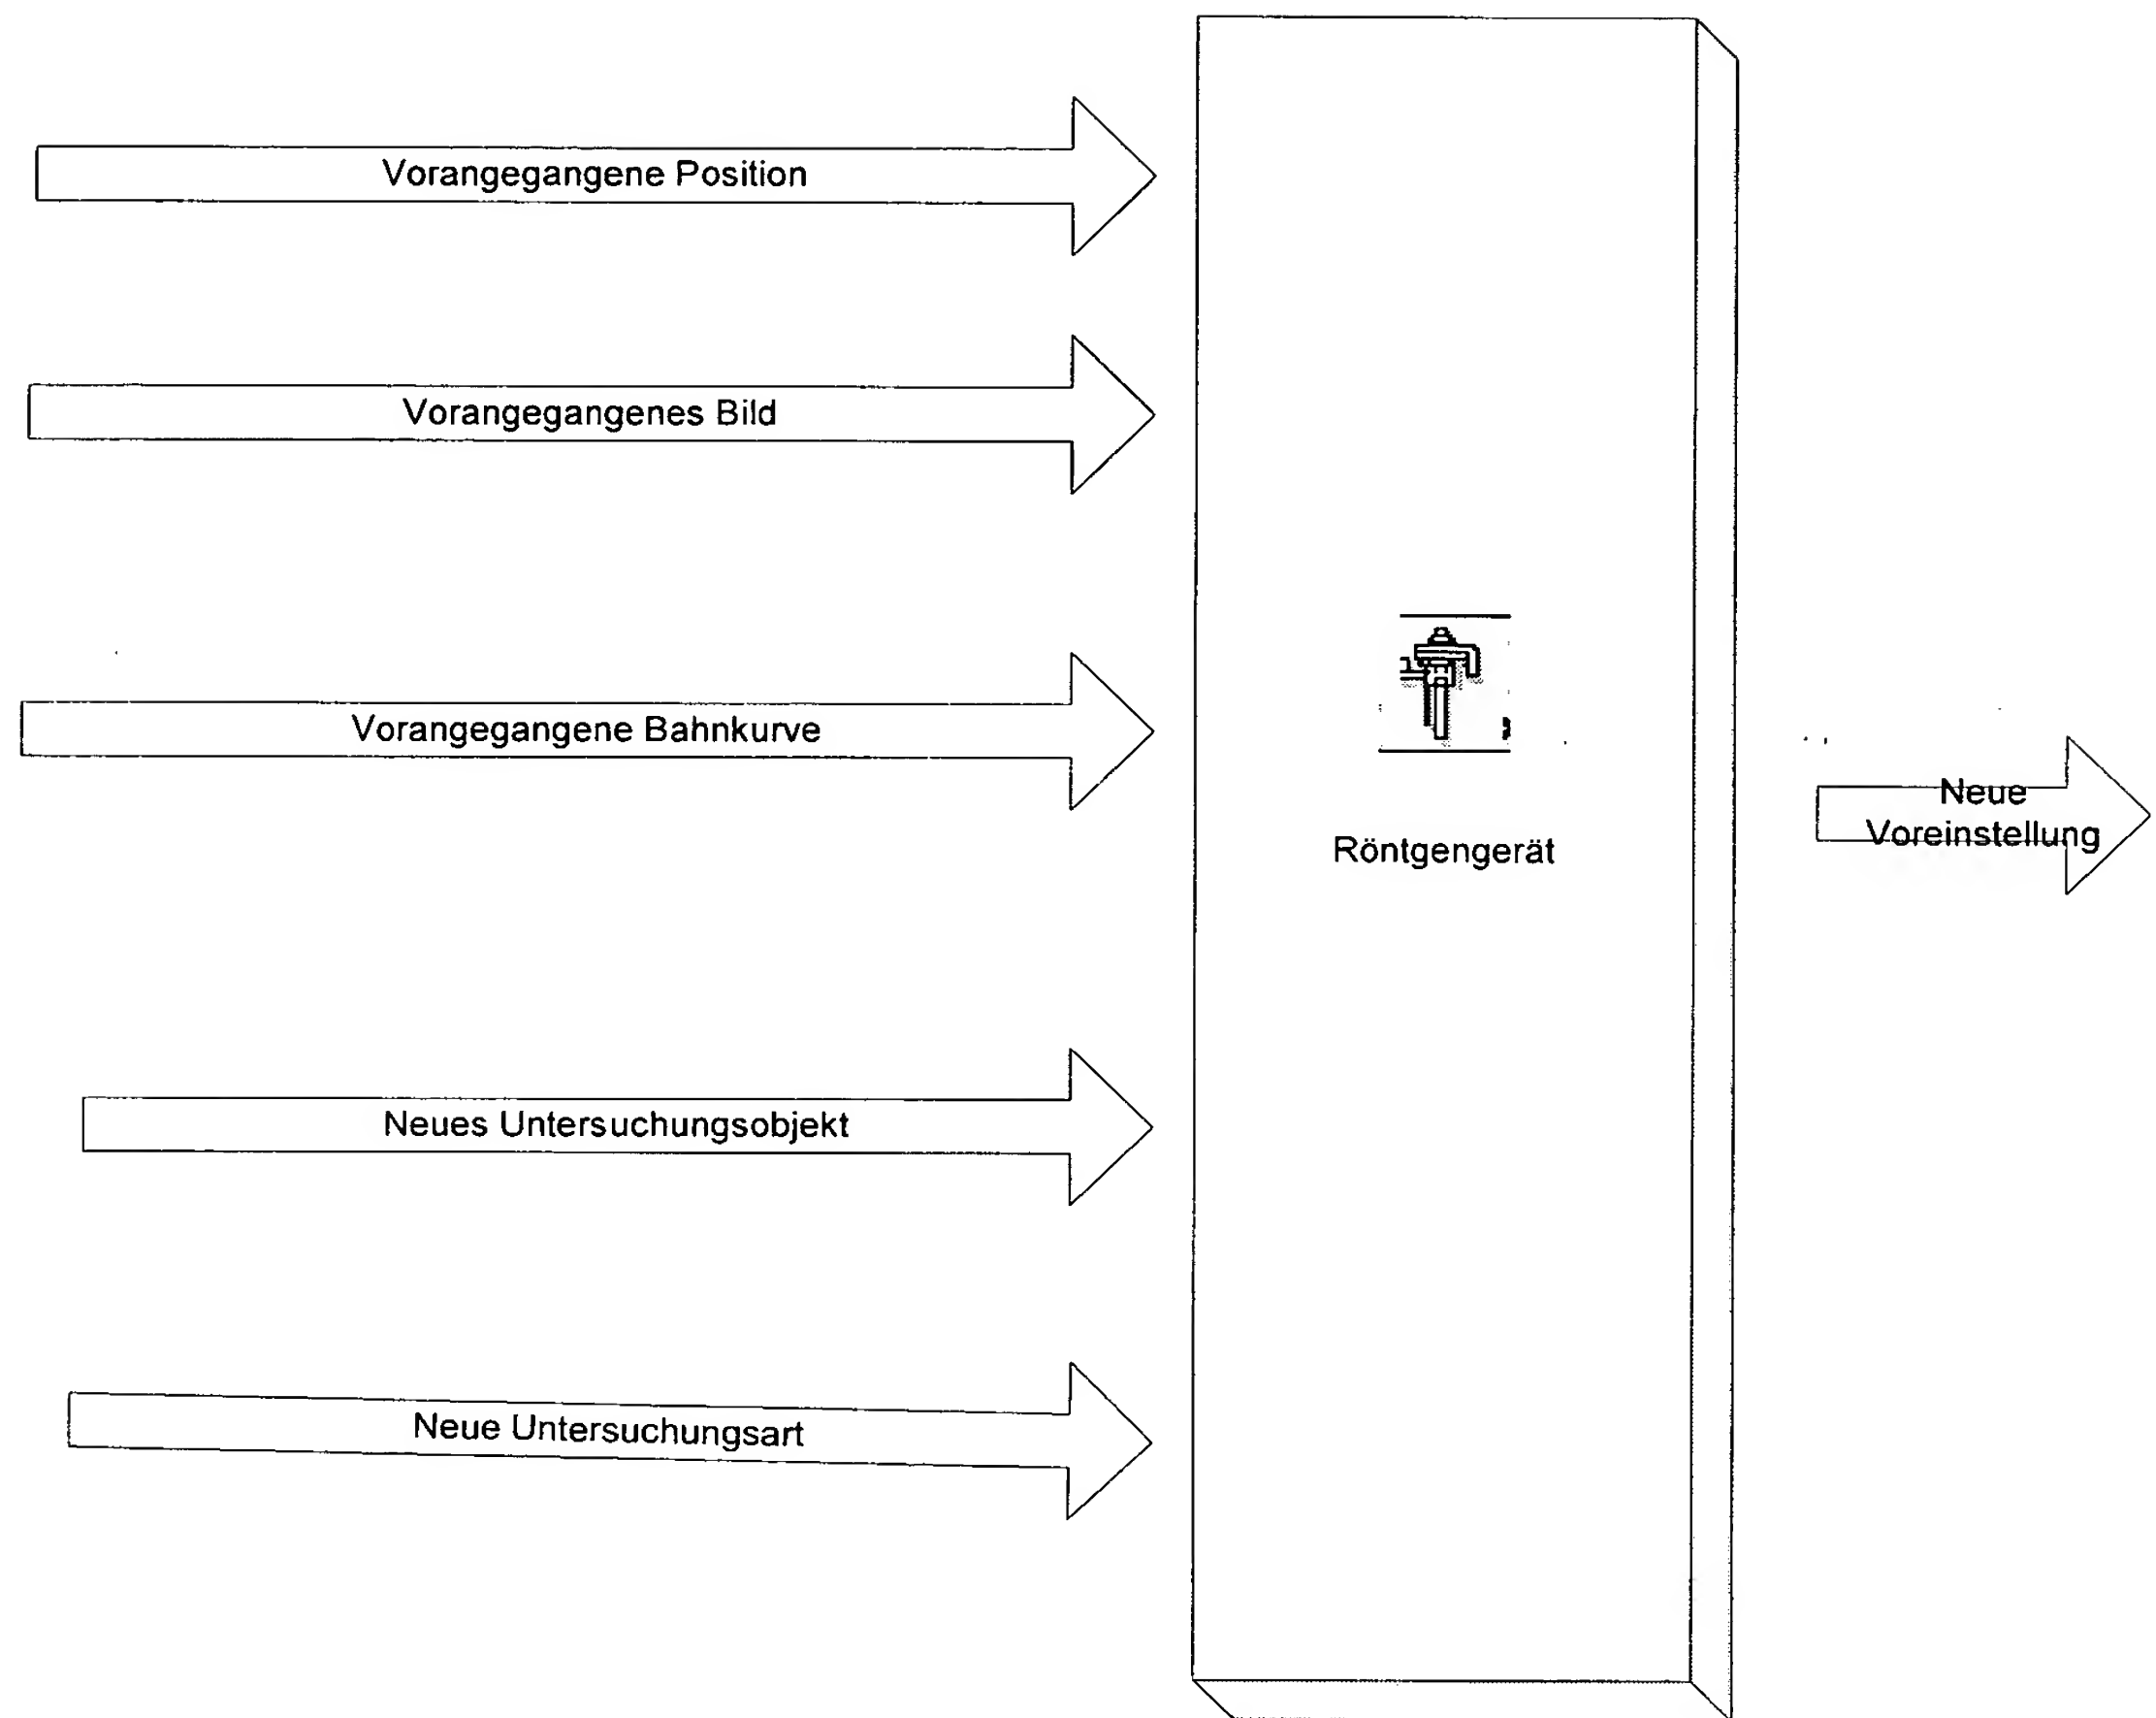 Vorangegangene Position
Vorangegangenes Bild
Vorangegangene Bahnkurve
Neue
Voreinstellung
Röntgengerät
Neues Untersuchungsobjekt
Neue Untersuchungsart